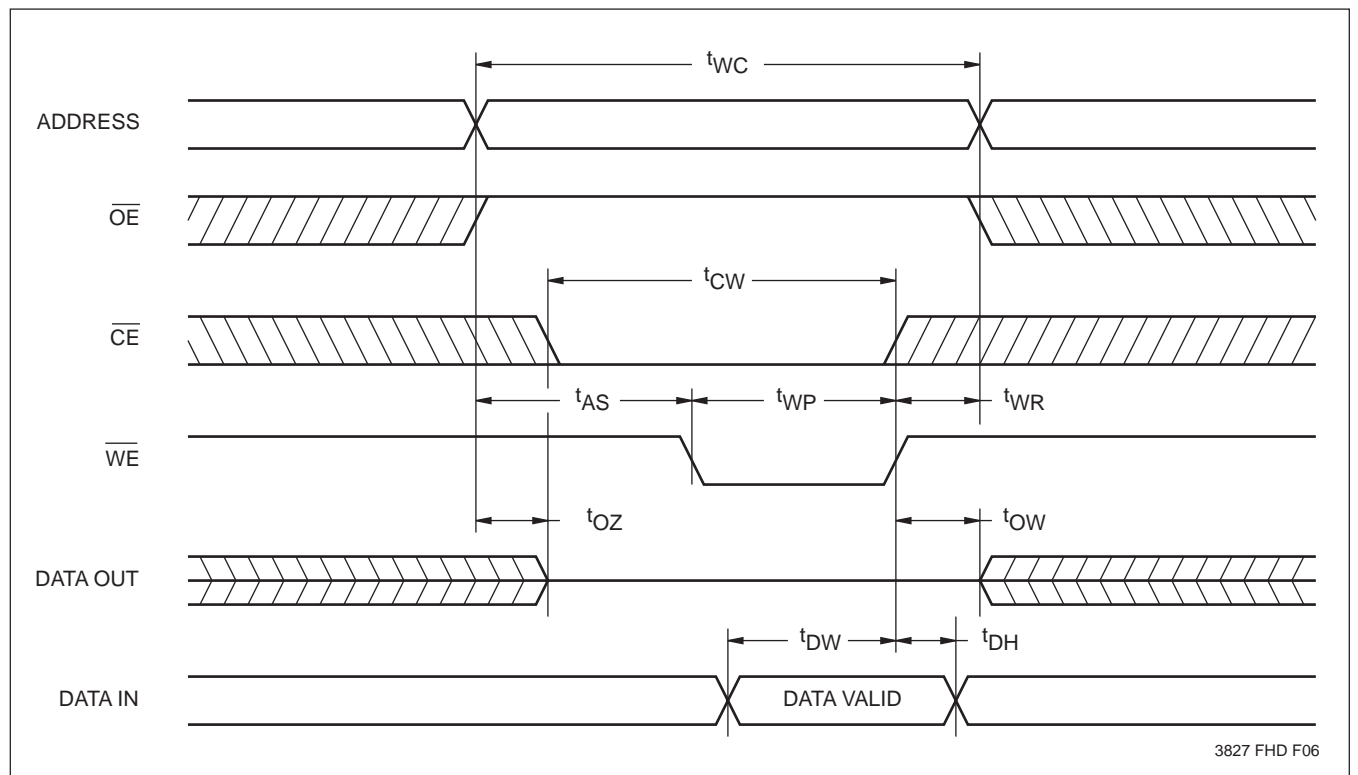 tWC
ADDRESS
OE
tCW
CE
tAS
tWP
tWR
WE
tOZ
tOW
DATA OUT
tDW
tDH
DATA IN
DATA VALID
3827 FHD F06